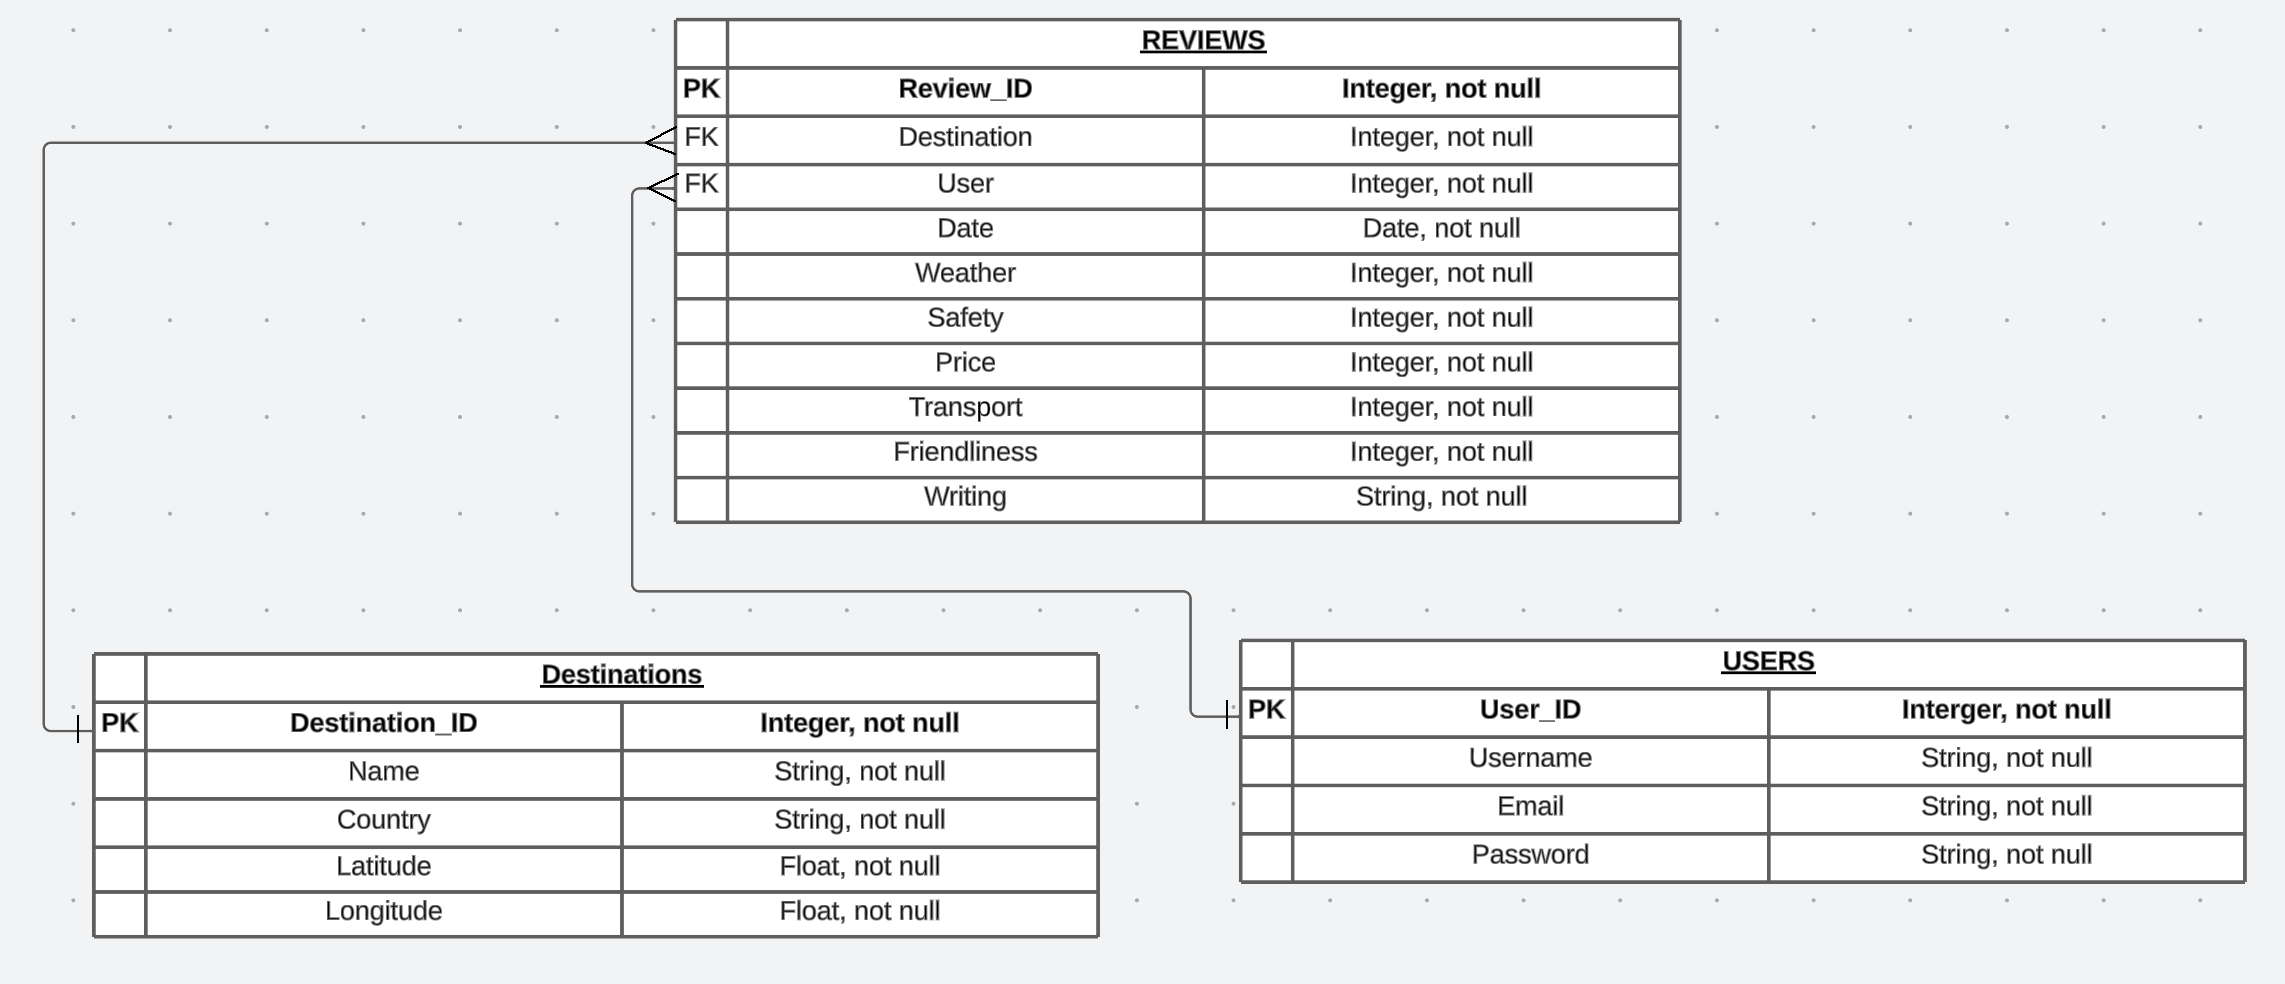 REVIEWS
PK Review_ID Integer, not null
FK Destination Integer, not null
FK User Integer, not null
Date Date, not null
Weather Integer, not null
Safety Integer, not null
Price Integer, not null
Transport Integer, not null
Friendliness Integer, not null
Writing String, not null
Destinations
PK Destination_ID Integer, not null
Name String, not null
Country String, not null
Latitude Float, not null
Longitude Float, not null
USERS
PK User_ID Interger, not null
Username String, not null
Email String, not null
Password String, not null